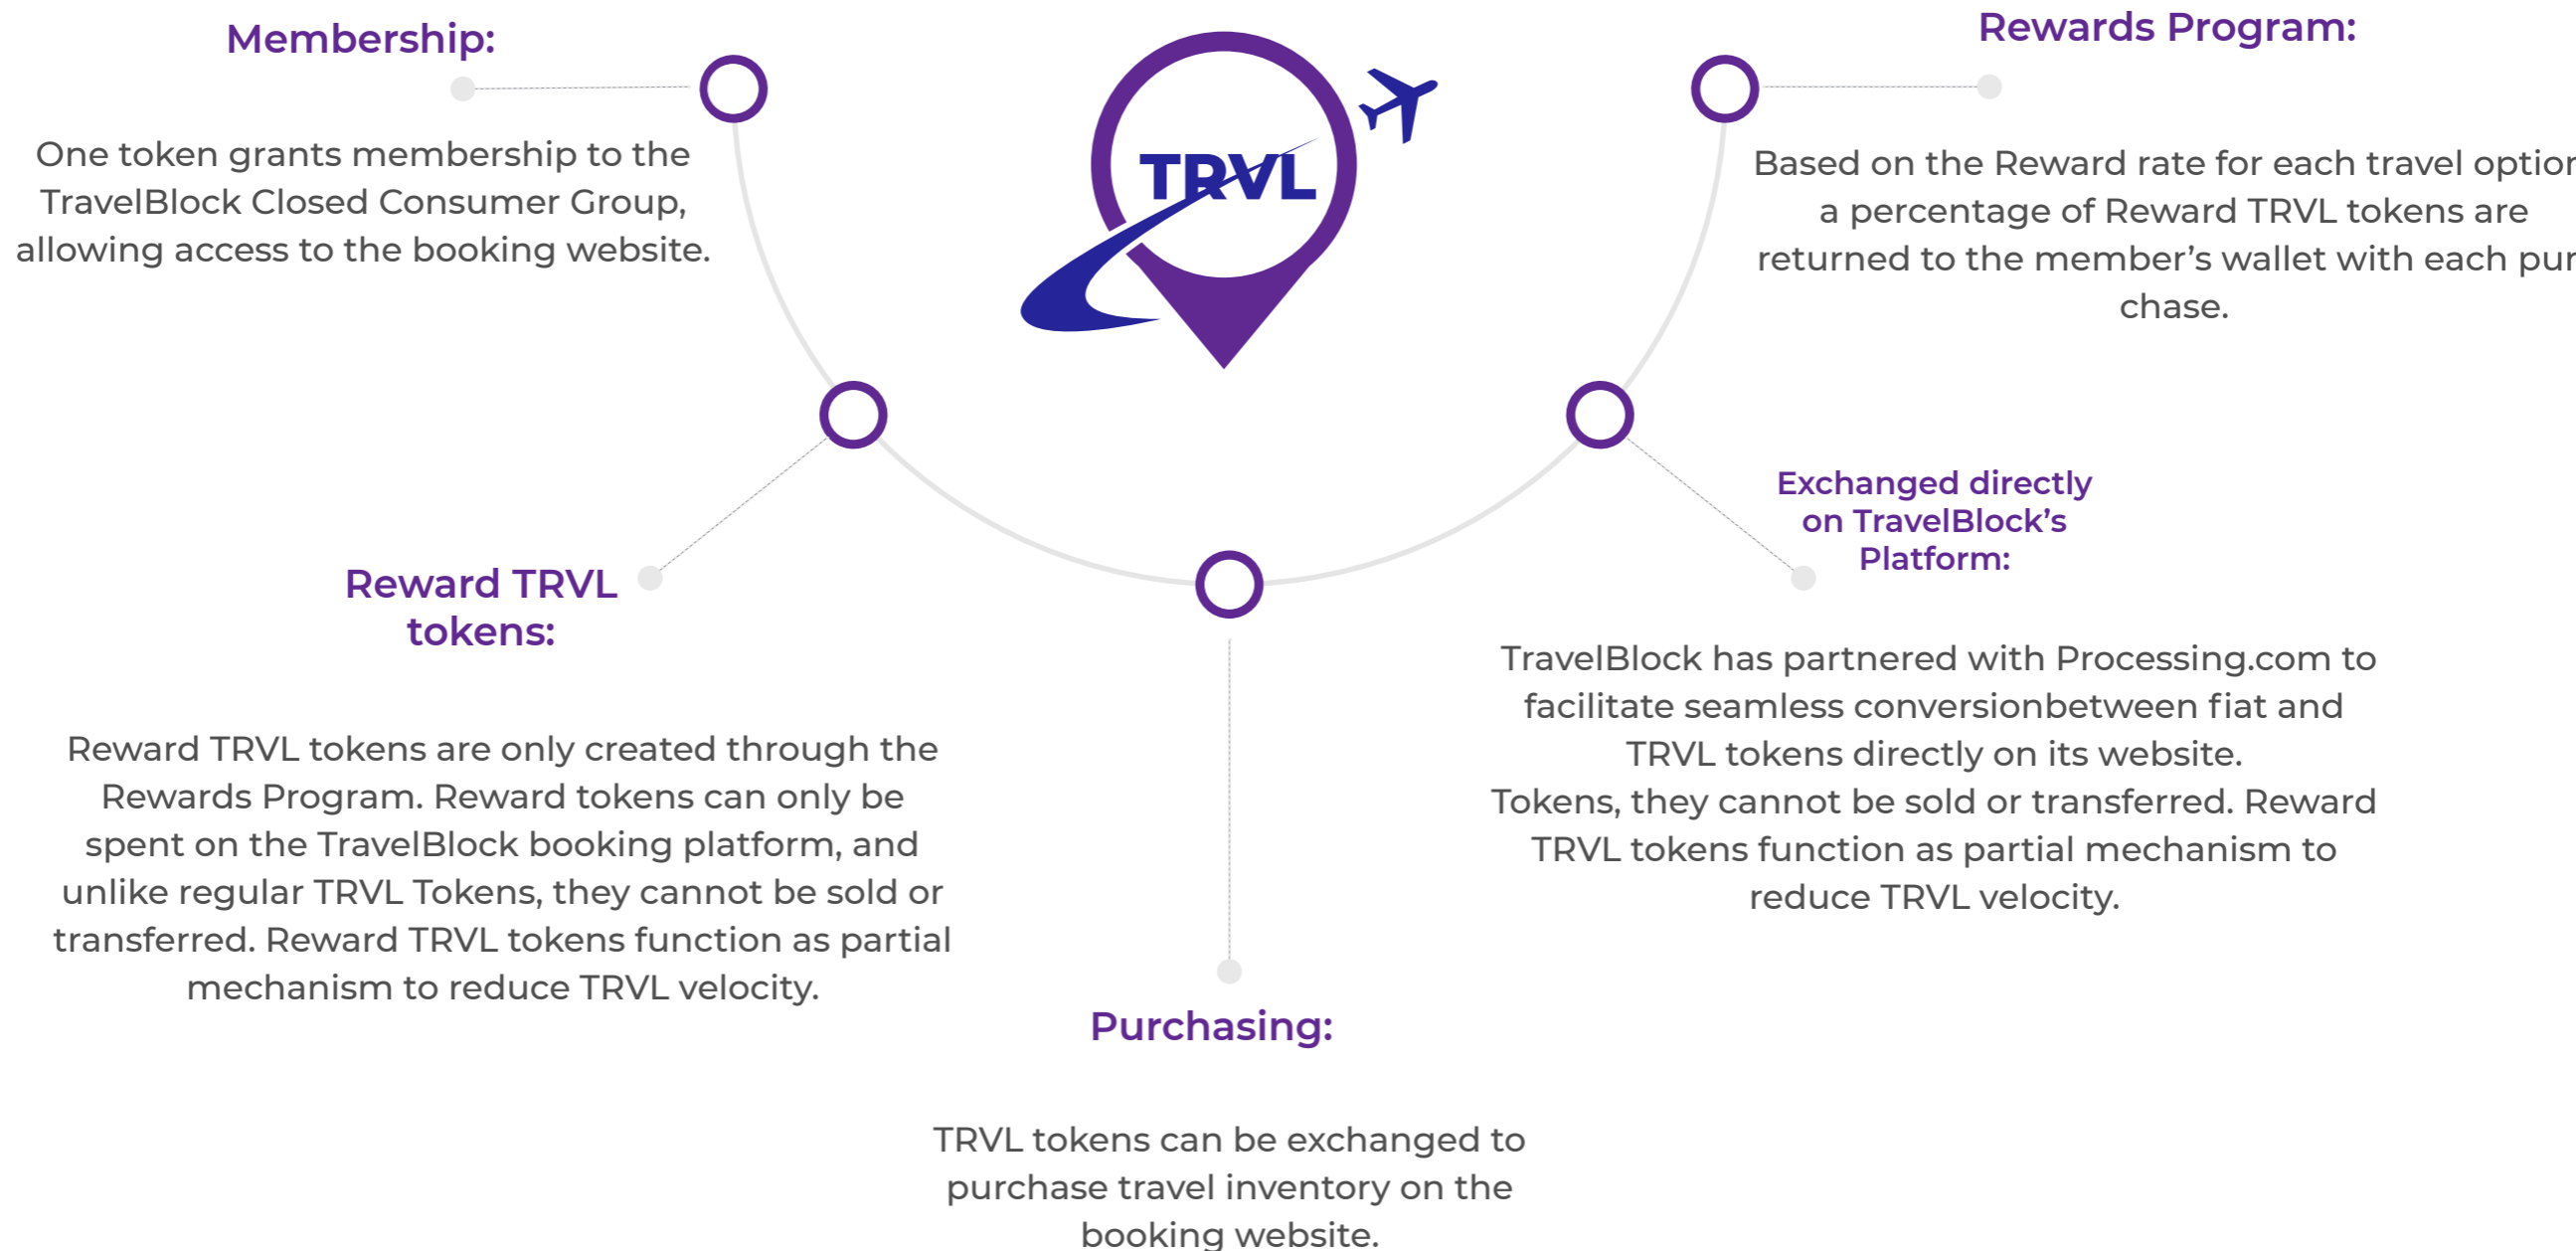 Membership:
One token grants membership to the
TravelBlock Closed Consumer Group,
allowing access to the booking website.
TRVL
Rewards Program:
Based on the Reward rate for each travel option
a percentage of Reward TRVL tokens are
returned to the member’s wallet with each pur
chase.
Reward TRVL
tokens:
Reward TRVL tokens are only created through the
Rewards Program. Reward tokens can only be
spent on the TravelBlock booking platform, and
unlike regular TRVL Tokens, they cannot be sold or
transferred. Reward TRVL tokens function as partial
mechanism to reduce TRVL velocity.
Exchanged directly
on TravelBlock’s
Platform:
TravelBlock has partnered with Processing.com to
facilitate seamless conversionbetween fiat and
TRVL tokens directly on its website.
Tokens, they cannot be sold or transferred. Reward
TRVL tokens function as partial mechanism to
reduce TRVL velocity.
Purchasing:
TRVL tokens can be exchanged to
purchase travel inventory on the
booking website.